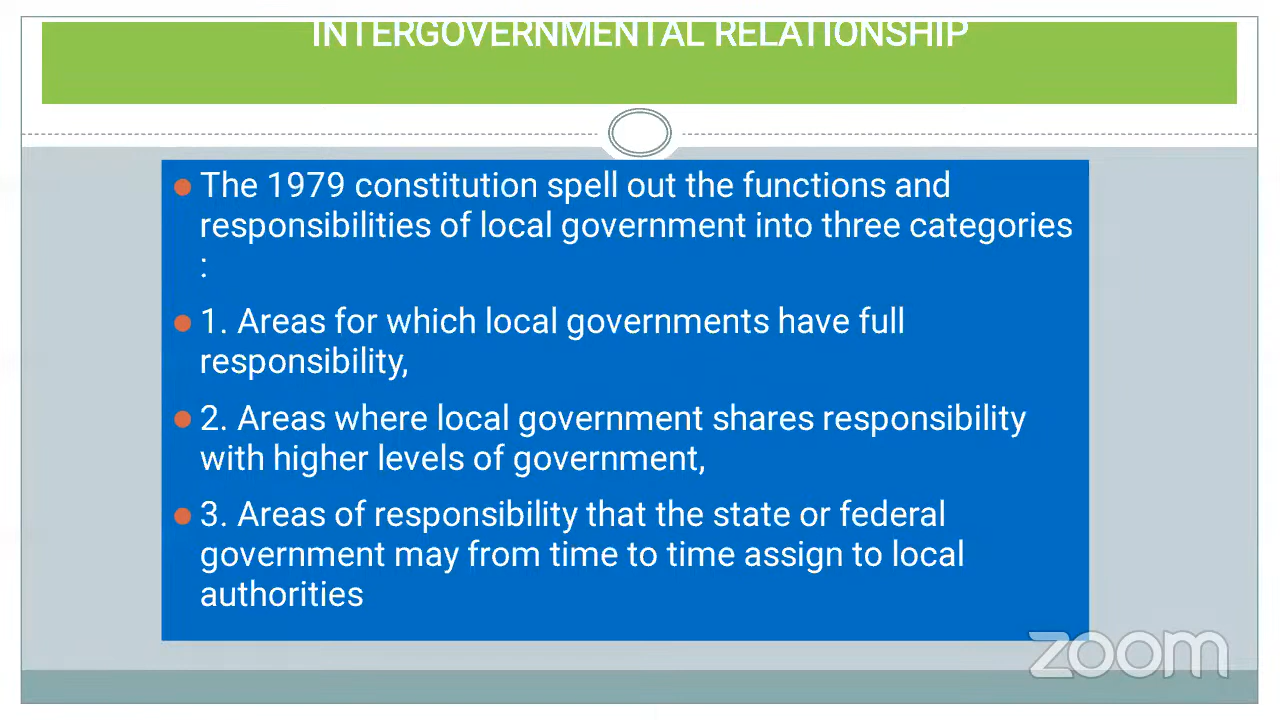 INTERGOVERNMENTAL RELATIONSHIP
The 1979 constitution spell out the functions and
responsibilities of local government into three categories
:
1. Areas for which local governments have full
responsibility,
2. Areas where local government shares responsibility
with higher levels of government,
3. Areas of responsibility that the state or federal
government may from time to time assign to local
authorities
zoom